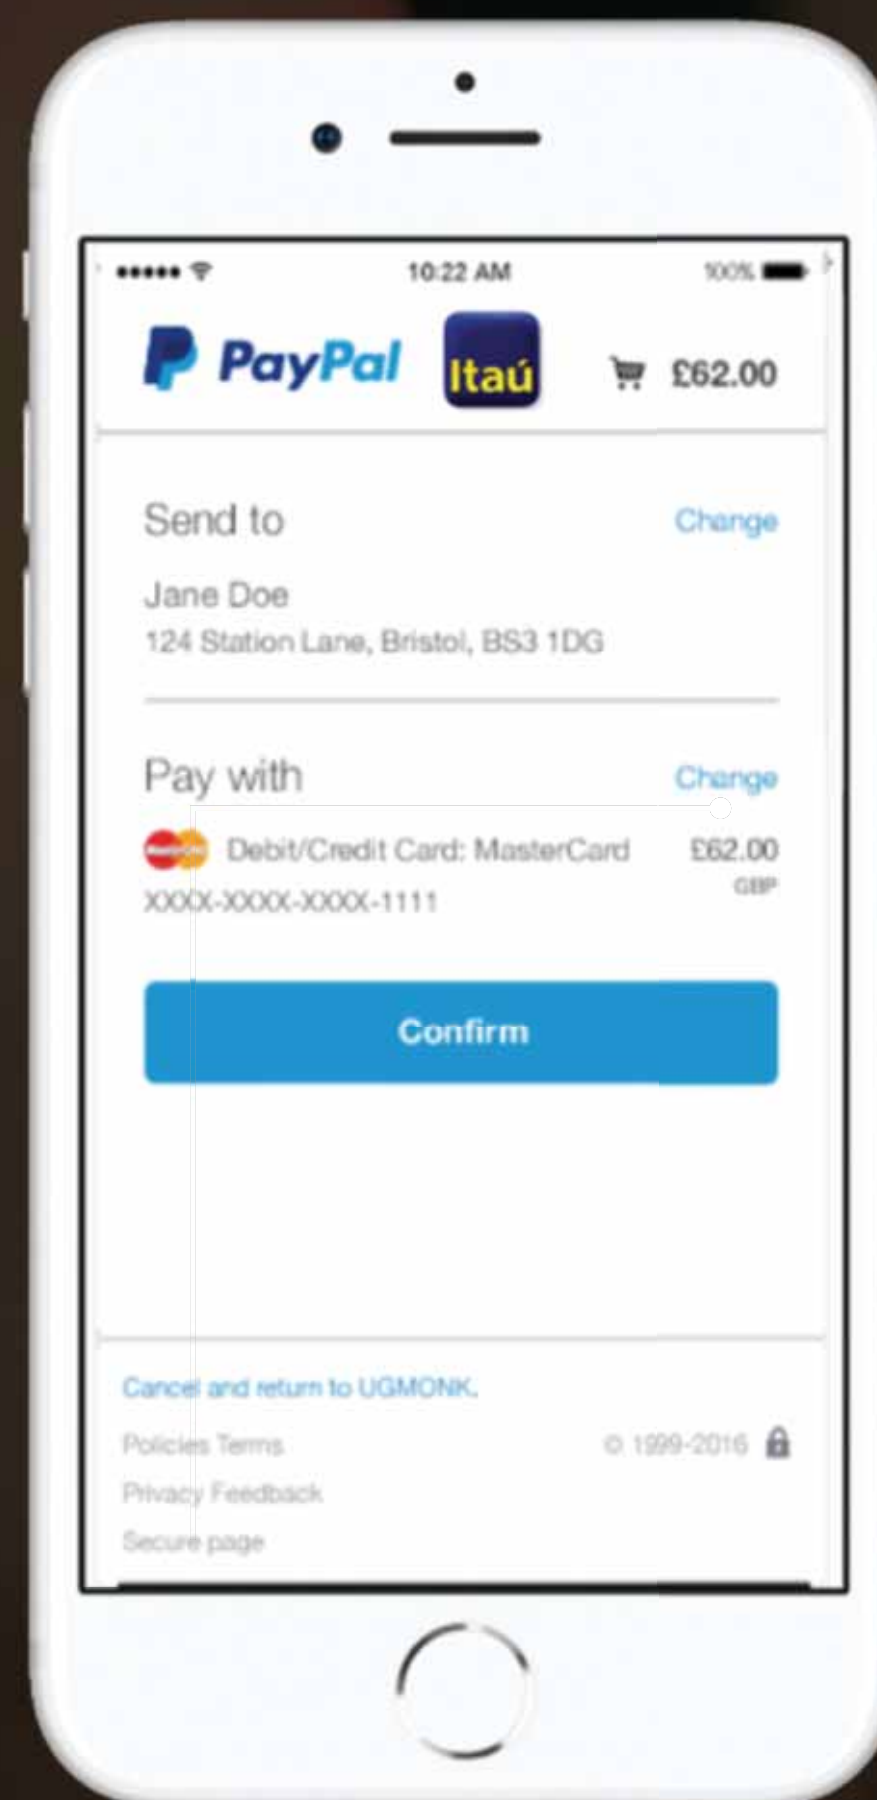 10:22 AM 100%
PayPal Itaú £62.00
Send to Change
Jane Doe
124 Station Lane, Bristol, BS3 1DG
Pay with Change
MasterCard Debit/Credit Card: MasterCard £62.00
XXXX-XXXX-XXXX-1111 GBP
Confirm
Cancel and return to UGMONK.
Policies Terms © 1999-2016
Privacy Feedback
Secure page